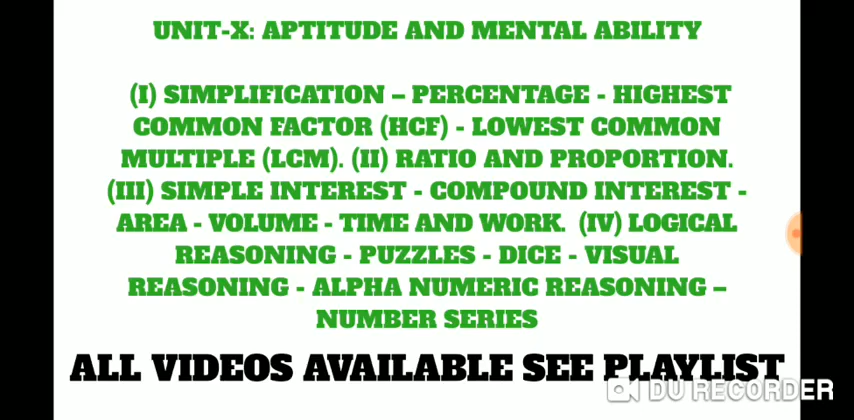 UNIT-X: APTITUDE AND MENTAL ABILITY
(I) SIMPLIFICATION – PERCENTAGE - HIGHEST
COMMON FACTOR (HCF) - LOWEST COMMON
MULTIPLE (LCM). (II) RATIO AND PROPORTION.
(III) SIMPLE INTEREST - COMPOUND INTEREST -
AREA - VOLUME - TIME AND WORK. (IV) LOGICAL
REASONING - PUZZLES - DICE - VISUAL
REASONING - ALPHA NUMERIC REASONING –
NUMBER SERIES
ALL VIDEOS AVAILABLE SEE PLAYLIST
DU RECORDER